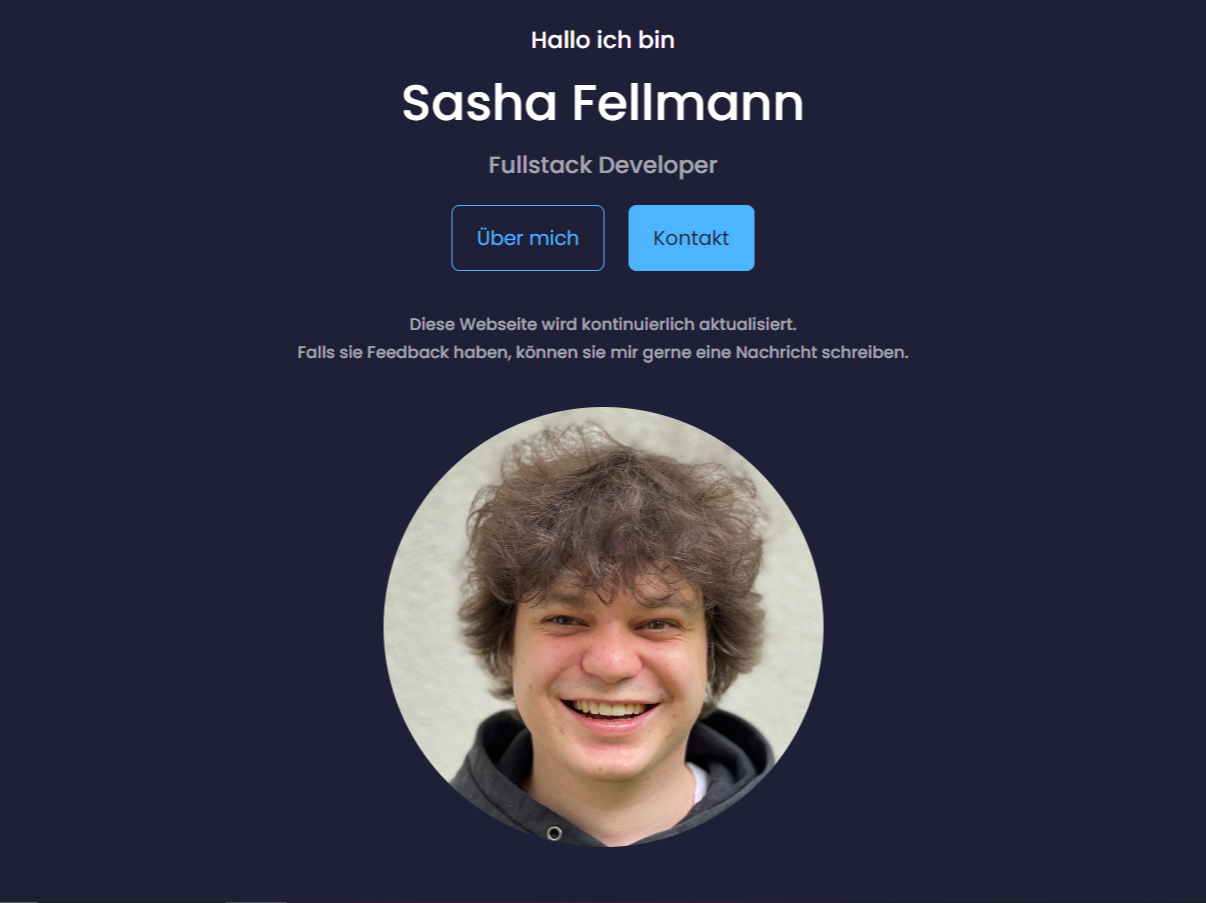 Hallo ich bin
Sasha Fellmann
Fullstack Developer
Über mich
Kontakt
Diese Webseite wird kontinuierlich aktualisiert.
Falls sie Feedback haben, können sie mir gerne eine Nachricht schreiben.